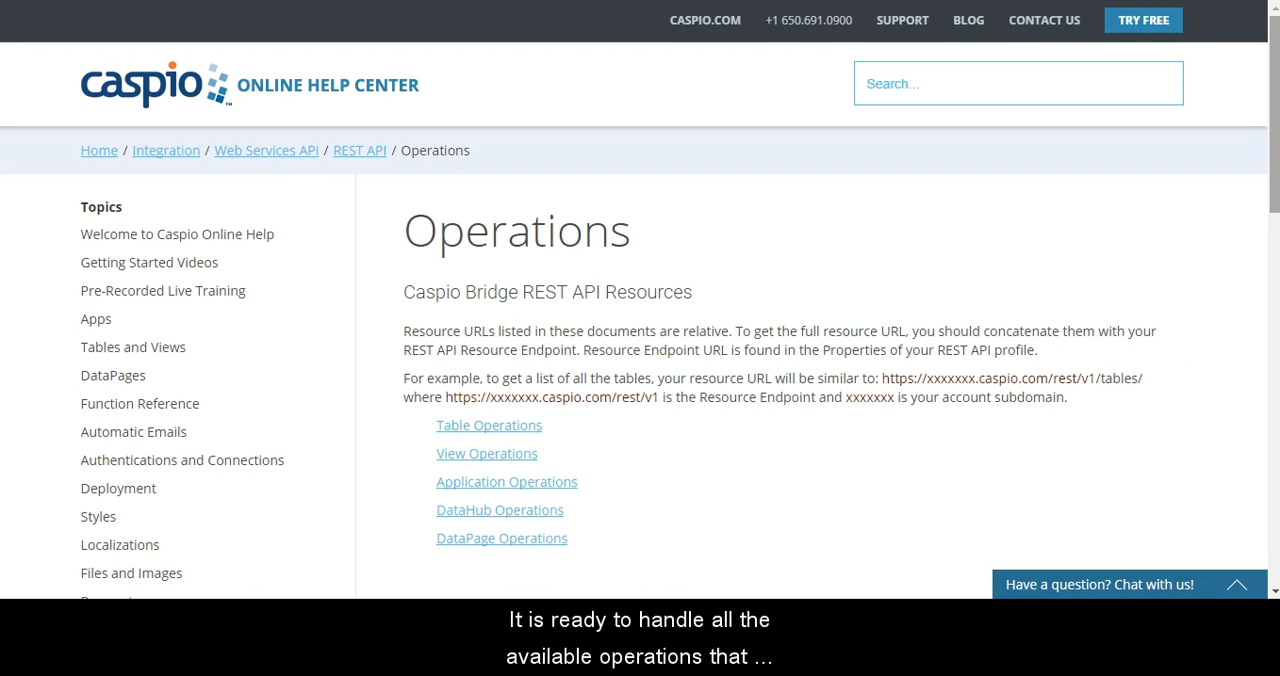 CASPIO.COM +1 650.691.0900 SUPPORT BLOG CONTACT US TRY FREE
caspio ™ ONLINE HELP CENTER
Search...
Home / Integration / Web Services API / REST API / Operations
Topics
Welcome to Caspio Online Help
Getting Started Videos
Pre-Recorded Live Training
Apps
Tables and Views
DataPages
Function Reference
Automatic Emails
Authentications and Connections
Deployment
Styles
Localizations
Files and Images
Operations
Caspio Bridge REST API Resources
Resource URLs listed in these documents are relative. To get the full resource URL, you should concatenate them with your
REST API Resource Endpoint. Resource Endpoint URL is found in the Properties of your REST API profile.
For example, to get a list of all the tables, your resource URL will be similar to: https://xxxxxxx.caspio.com/rest/v1/tables/
where https://xxxxxxx.caspio.com/rest/v1 is the Resource Endpoint and xxxxxxx is your account subdomain.
Table Operations
View Operations
Application Operations
DataHub Operations
DataPage Operations
Have a question? Chat with us!
It is ready to handle all the
available operations that ...